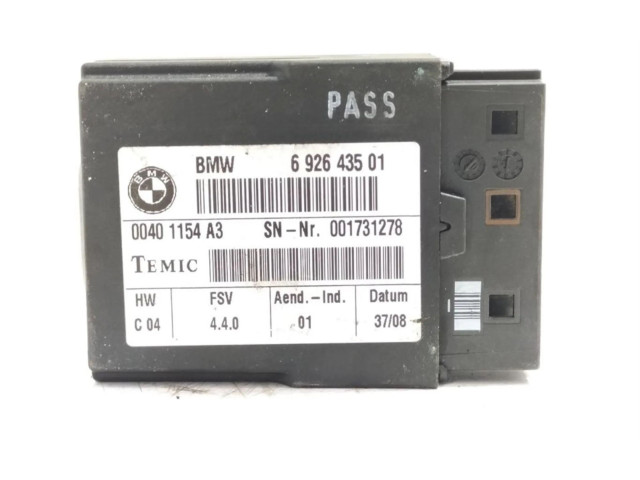 PASS
BMW 6 926 435 01
BMW
0040 1154 A3 SN-Nr. 001731278
TEMIC
HW FSV Aend.-Ind. Datum
C 04 4.4.0 01 37/08